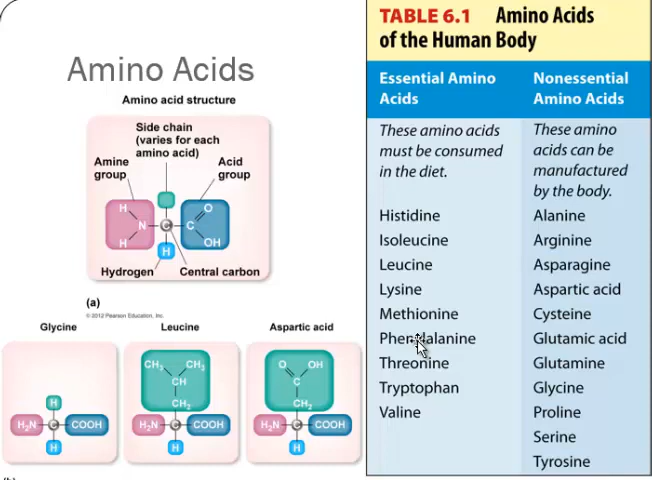 Amino Acids
Amino acid structure
Side chain
(varies for each
amino acid)
Amine
group
Acid
group
H
O
N
C
C
H
OH
H
Hydrogen
Central carbon
(a)
© 2012 Pearson Education, Inc.
Glycine
H
H₂N
C
COOH
H
Leucine
CH₃
CH₃
CH
CH₂
H₂N
C
COOH
H
Aspartic acid
O
OH
C
CH₂
H₂N
C
COOH
H
TABLE 6.1 Amino Acids
of the Human Body
Essential Amino
Acids
Nonessential
Amino Acids
These amino acids
must be consumed
in the diet.
These amino
acids can be
manufactured
by the body.
Histidine
Alanine
Isoleucine
Arginine
Leucine
Asparagine
Lysine
Aspartic acid
Methionine
Cysteine
Phenylalanine
Glutamic acid
Threonine
Glutamine
Tryptophan
Glycine
Valine
Proline
Serine
Tyrosine